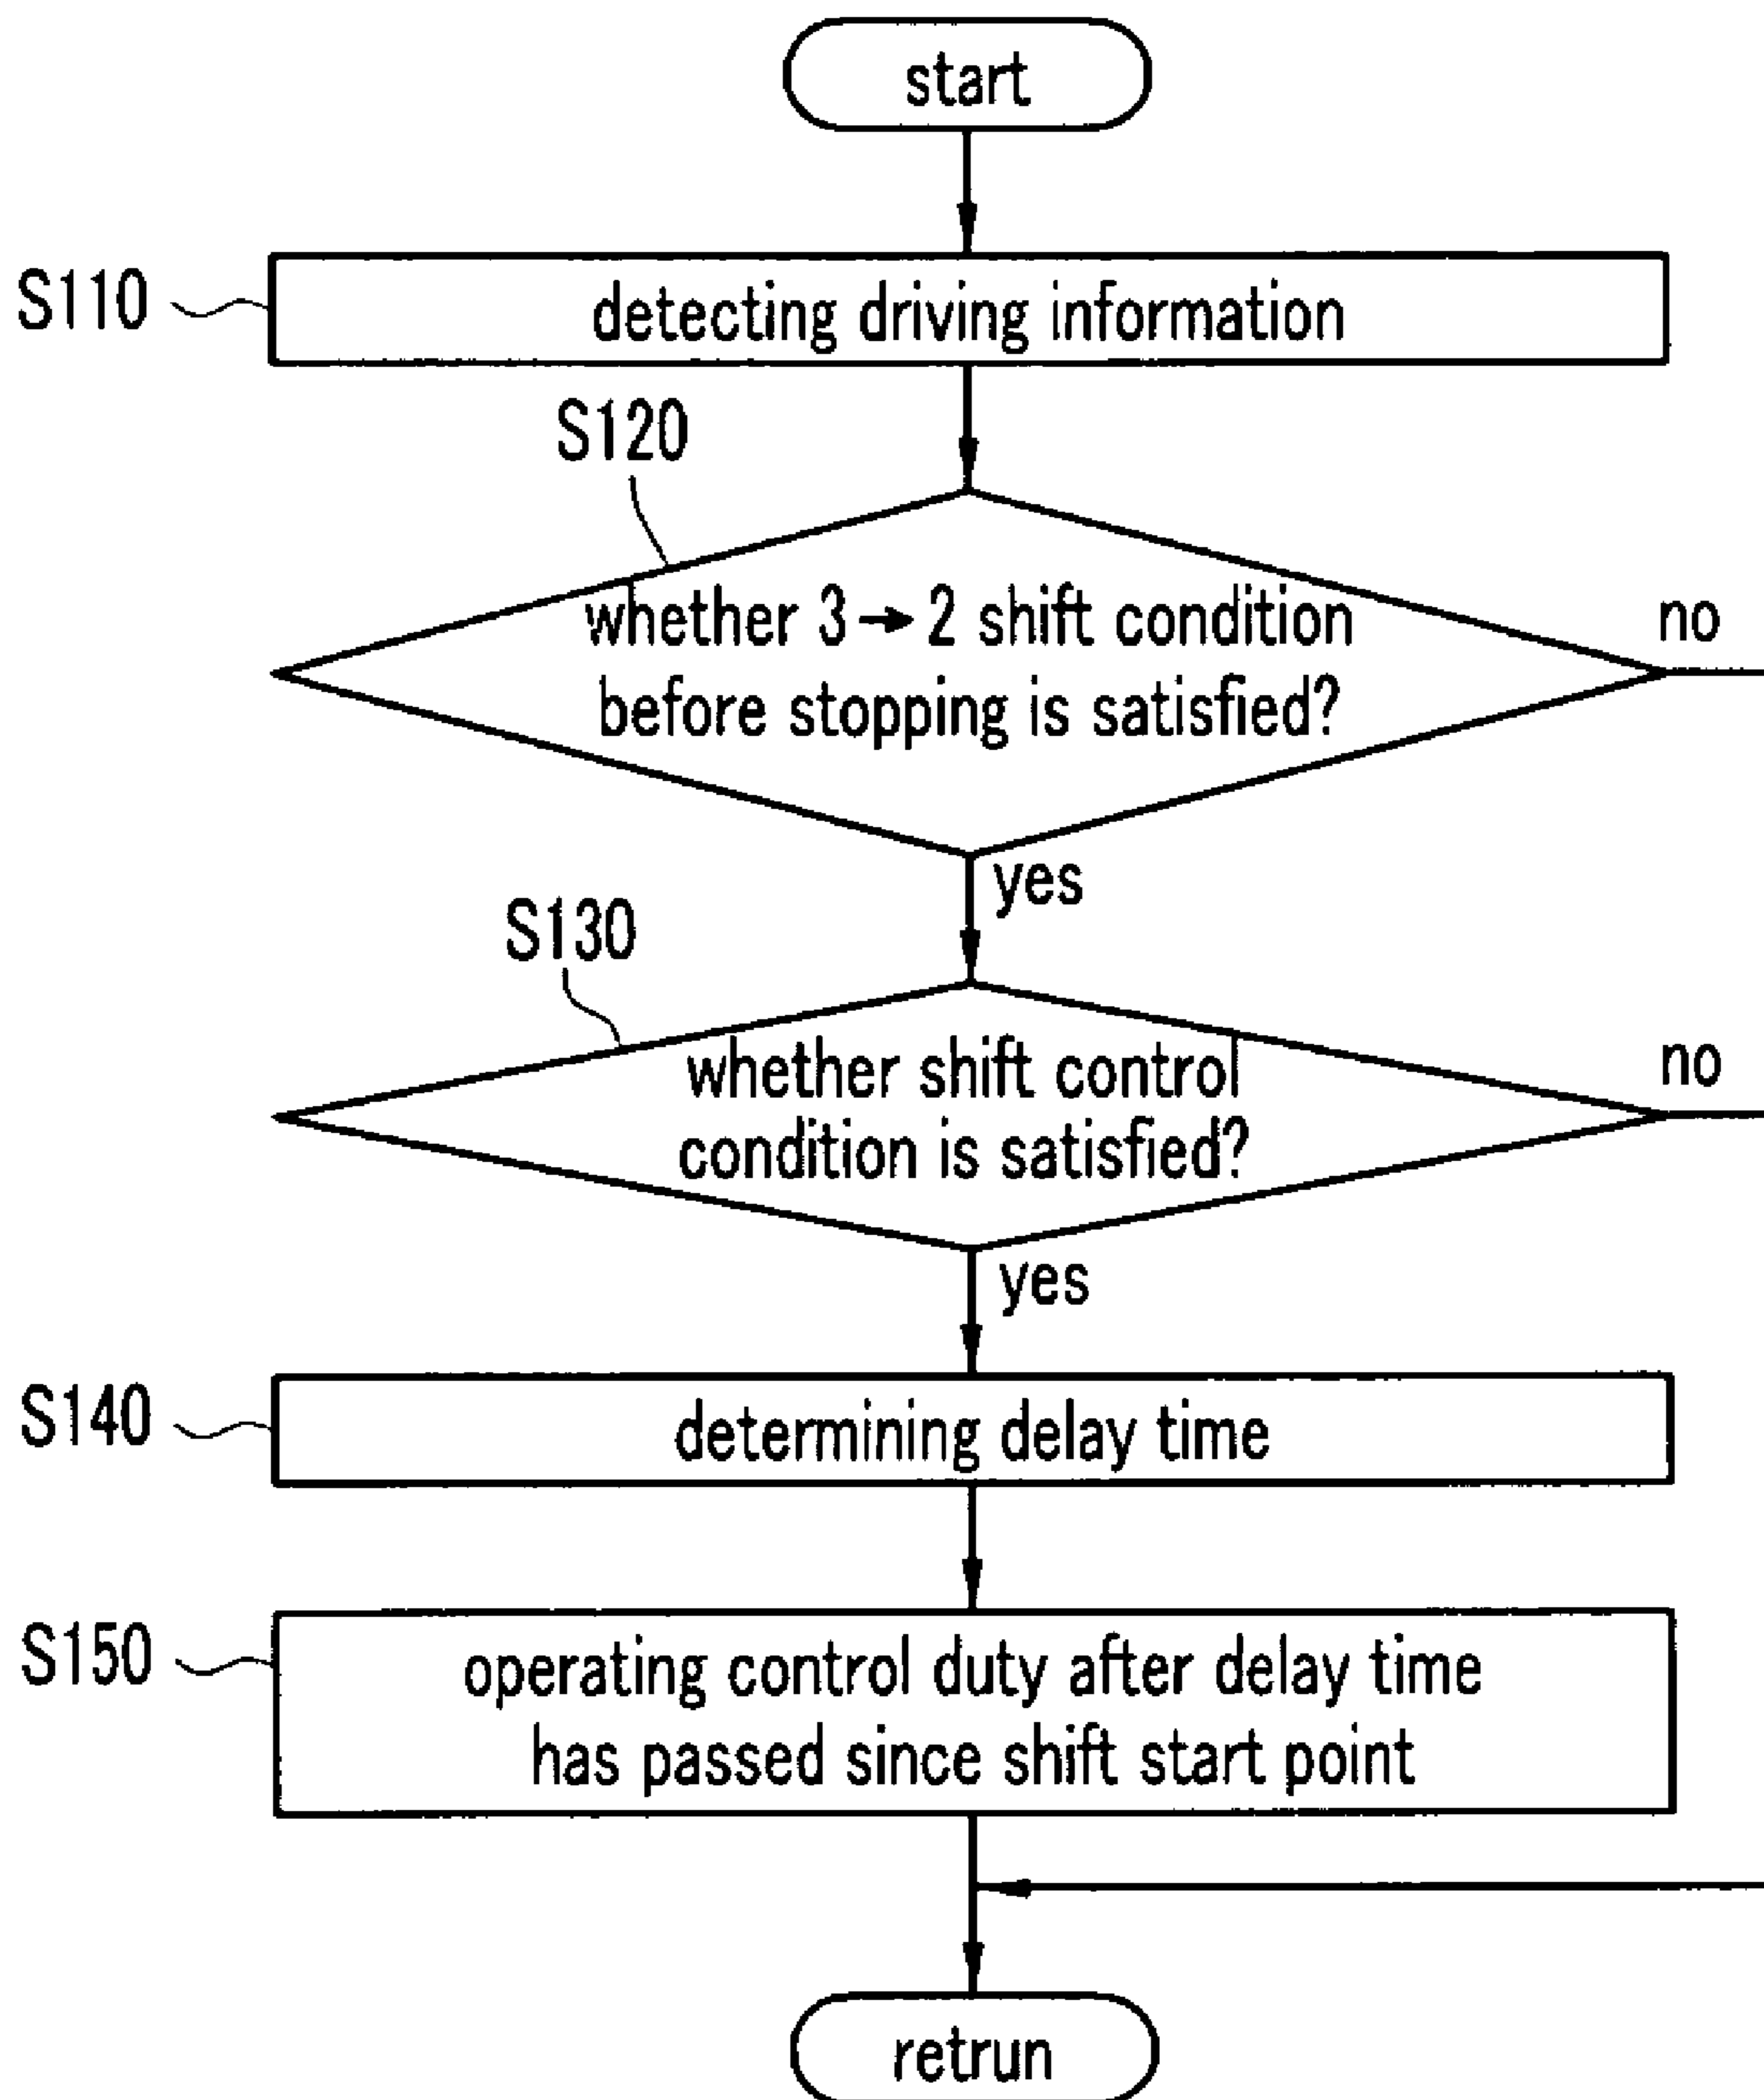 start
S110
detecting driving information
S120
whether 3→2 shift condition
before stopping is satisfied?
no
yes
S130
whether shift control
condition is satisfied?
no
yes
S140
determining delay time
S150
operating control duty after delay time
has passed since shift start point
retrun